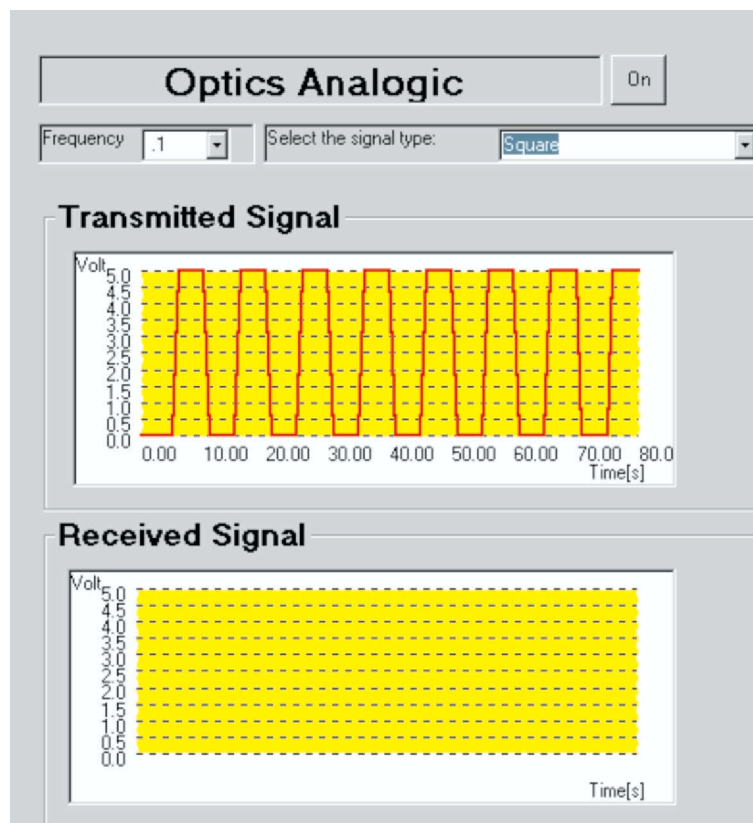 Optics Analogic
On
Frequency .1 Select the signal type: Square
Transmitted Signal
Volt
5.0
4.5
4.0
3.5
3.0
2.5
2.0
1.5
1.0
0.5
0.0
0.00 10.00 20.00 30.00 40.00 50.00 60.00 70.00 80.0
Time[s]
Received Signal
Volt
5.0
4.5
4.0
3.5
3.0
2.5
2.0
1.5
1.0
0.5
0.0
Time[s]